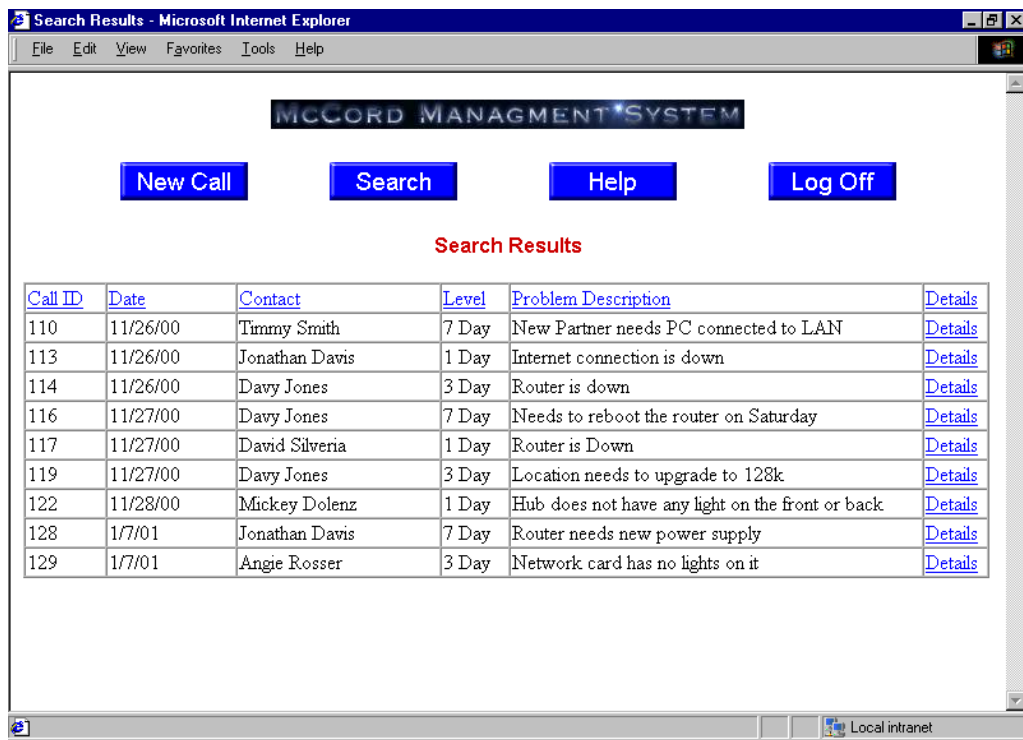 Search Results - Microsoft Internet Explorer
File Edit View Favorites Tools Help
McCord Managment System
New Call Search Help Log Off
Search Results
Call ID Date Contact Level Problem Description Details
110 11/26/00 Timmy Smith 7 Day New Partner needs PC connected to LAN Details
113 11/26/00 Jonathan Davis 1 Day Internet connection is down Details
114 11/26/00 Davy Jones 3 Day Router is down Details
116 11/27/00 Davy Jones 7 Day Needs to reboot the router on Saturday Details
117 11/27/00 David Silveria 1 Day Router is Down Details
119 11/27/00 Davy Jones 3 Day Location needs to upgrade to 128k Details
122 11/28/00 Mickey Dolenz 1 Day Hub does not have any light on the front or back Details
128 1/7/01 Jonathan Davis 7 Day Router needs new power supply Details
129 1/7/01 Angie Rosser 3 Day Network card has no lights on it Details
Local intranet